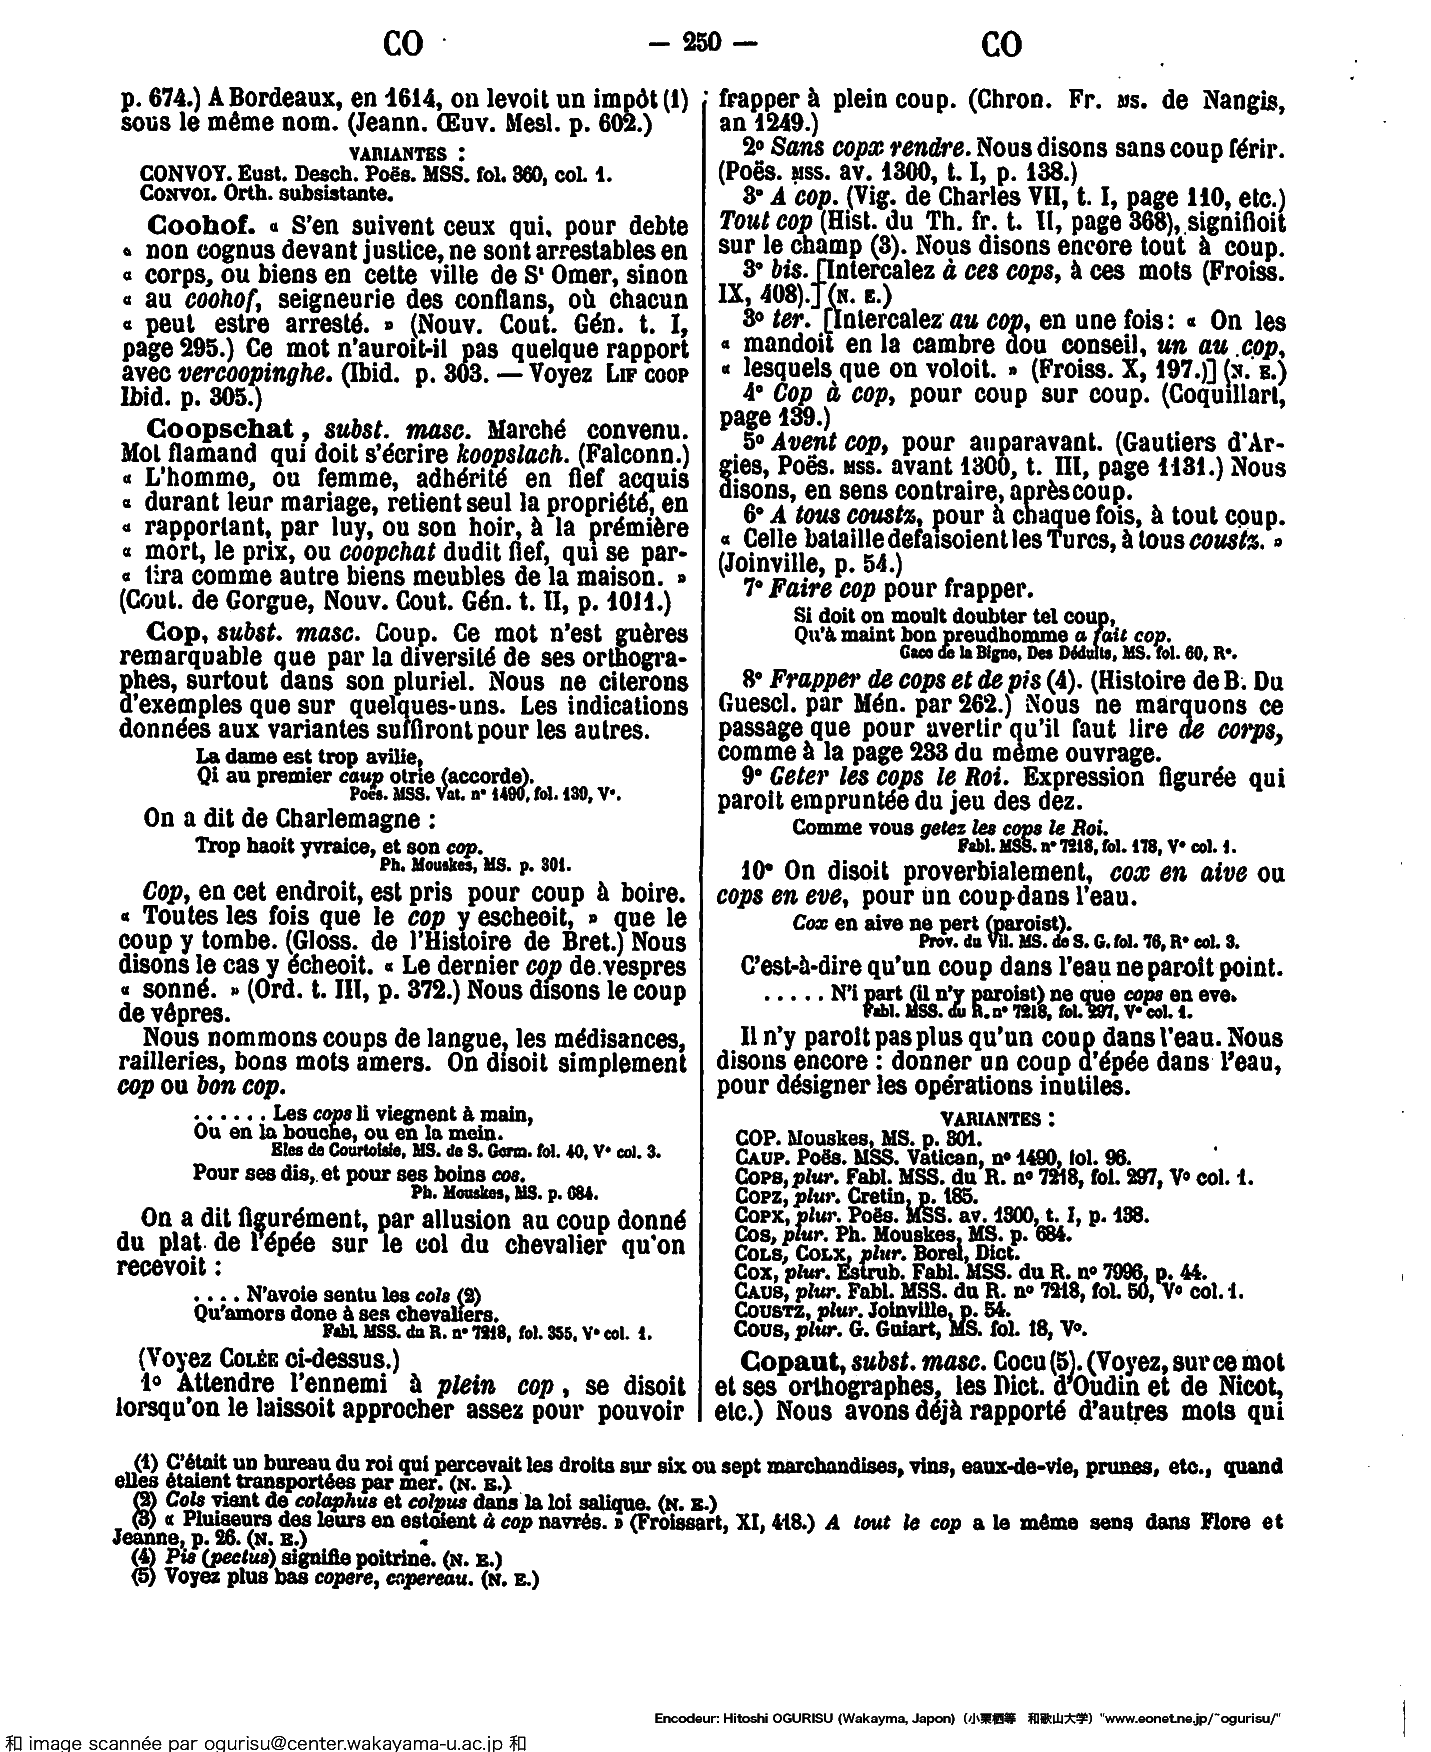 CO — 250 — CO
p. 674.) A Bordeaux, en 1614, on levoit un impôt (1)
sous le même nom. (Jeann. Œuv. Mesl. p. 602.)
VARIANTES :
CONVOY. Eust. Desch. Poës. MSS. fol. 360, col. 1.
CONVOI. Orth. subsistante.
Coohof. « S'en suivent ceux qui, pour debte
« non cognus devant justice, ne sont arrestables en
« corps, ou biens en cette ville de St Omer, sinon
« au coohof, seigneurie des conflans, où chacun
« peut estre arresté. » (Nouv. Cout. Gén. t. I,
page 295.) Ce mot n'auroit-il pas quelque rapport
avec vercoopinghe. (Ibid. p. 303. — Voyez LIF COOP
Ibid. p. 305.)
Coopschat, subst. masc. Marché convenu.
Mot flamand qui doit s'écrire koopslach. (Falconn.)
« L'homme, ou femme, adhérité en fief acquis
« durant leur mariage, retient seul la propriété, en
« rapportant, par luy, ou son hoir, à la prémière
« mort, le prix, ou coopchat dudit fief, qui se par-
« tira comme autre biens meubles de la maison. »
(Cout. de Gorgue, Nouv. Cout. Gén. t. II, p. 1011.)
Cop, subst. masc. Coup. Ce mot n'est guères
remarquable que par la diversité de ses orthogra-
phes, surtout dans son pluriel. Nous ne citerons
d'exemples que sur quelques-uns. Les indications
données aux variantes suffiront pour les autres.
La dame est trop avilie,
Qi au premier caup otrie (accorde).
Poës. MSS. Vat. n° 1490, fol. 130, V°.
On a dit de Charlemagne :
Trop haoit yvraice, et son cop.
Ph. Mouskes, MS. p. 301.
Cop, en cet endroit, est pris pour coup à boire.
« Toutes les fois que le cop y escheoit, » que le
coup y tombe. (Gloss. de l'Histoire de Bret.) Nous
disons le cas y écheoit. « Le dernier cop de vespres
« sonné. » (Ord. t. III, p. 372.) Nous disons le coup
de vêpres.
Nous nommons coups de langue, les médisances,
railleries, bons mots amers. On disoit simplement
cop ou bon cop.
. . . . . . Les cops li viegnent à main,
Ou en la bouche, ou en la mein.
Eles de Courtoisie, MS. de S. Germ. fol. 40, V° col. 3.
Pour ses dis, et pour ses boins cos.
Ph. Mouskes, MS. p. 684.
On a dit figurément, par allusion au coup donné
du plat de l'épée sur le col du chevalier qu'on
recevoit :
. . . . N'avoie sentu les cols (2)
Qu'amors done à ses chevaliers.
Fabl. MSS. du R. n° 7218, fol. 355, V° col. 1.
(Voyez COLÉE ci-dessus.)
1° Attendre l'ennemi à plein cop, se disoit
lorsqu'on le laissoit approcher assez pour pouvoir
frapper à plein coup. (Chron. Fr. MS. de Nangis,
an 1249.)
2° Sans copx rendre. Nous disons sans coup férir.
(Poës. MSS. av. 1300, t. I, p. 138.)
3° A cop. (Vig. de Charles VII, t. I, page 110, etc.)
Tout cop (Hist. du Th. fr. t. II, page 368), signifioit
sur le champ (3). Nous disons encore tout à coup.
3° bis. [Intercalez à ces cops, à ces mots (Froiss.
IX, 408).] (N. E.)
3° ter. [Intercalez au cop, en une fois : « On les
« mandoit en la cambre dou conseil, un au cop,
« lesquels que on voloit. » (Froiss. X, 197.)] (N. E.)
4° Cop à cop, pour coup sur coup. (Coquillart,
page 139.)
5° Avent cop, pour auparavant. (Gautiers d'Ar-
gies, Poës. MSS. avant 1300, t. III, page 1131.) Nous
disons, en sens contraire, après coup.
6° A tous coustz, pour à chaque fois, à tout coup.
« Celle bataille defaisoient les Turcs, à tous coustz. »
(Joinville, p. 54.)
7° Faire cop pour frapper.
Si doit on moult doubter tel coup,
Qu'à maint bon preudhomme a fait cop.
Gace de la Bigne, Des Déduits, MS. fol. 60, R°.
8° Frapper de cops et de pis (4). (Histoire de B. Du
Guescl. par Mén. par 262.) Nous ne marquons ce
passage que pour avertir qu'il faut lire de corps,
comme à la page 233 du même ouvrage.
9° Geter les cops le Roi. Expression figurée qui
paroit empruntée du jeu des dez.
Comme vous getez les cops le Roi.
Fabl. MSS. n° 7218, fol. 178, V° col. 1.
10° On disoit proverbialement, cox en aive ou
cops en eve, pour un coup dans l'eau.
Cox en aive ne pert (paroist).
Prov. du Vil. MS. de S. G. fol. 76, R° col. 3.
C'est-à-dire qu'un coup dans l'eau ne paroit point.
. . . . . N'i part (il n'y paroist) ne que cops en eve.
Fabl. MSS. du R. n° 7218, fol. 297, V° col. 1.
Il n'y paroît pas plus qu'un coup dans l'eau. Nous
disons encore : donner un coup d'épée dans l'eau,
pour désigner les opérations inutiles.
VARIANTES :
COP. Mouskes, MS. p. 301.
CAUP. Poës. MSS. Vatican, n° 1490, fol. 96.
COPS, plur. Fabl. MSS. du R. n° 7218, fol. 297, V° col. 1.
COPZ, plur. Cretin, p. 185.
COPX, plur. Poës. MSS. av. 1300, t. I, p. 138.
COS, plur. Ph. Mouskes, MS. p. 684.
COLS, COLX, plur. Borel, Dict.
COX, plur. Estrub. Fabl. MSS. du R. n° 7996, p. 44.
CAUS, plur. Fabl. MSS. du R. n° 7218, fol. 50, V° col. 1.
COUSTZ, plur. Joinville, p. 54.
COUS, plur. G. Guiart, MS. fol. 18, V°.
Copaut, subst. masc. Cocu (5). (Voyez, sur ce mot
et ses orthographes, les Dict. d'Oudin et de Nicot,
etc.) Nous avons déjà rapporté d'autres mots qui
(1) C'était un bureau du roi qui percevait les droits sur six ou sept marchandises, vins, eaux-de-vie, prunes, etc., quand
elles étaient transportées par mer. (N. E.)
(2) Cols vient de colaphus et colpus dans la loi salique. (N. E.)
(3) « Pluiseurs des leurs en estoient à cop navrés. » (Froissart, XI, 418.) A tout le cop a le même sens dans Flore et
Jeanne, p. 26. (N. E.)
(4) Pis (pectus) signifie poitrine. (N. E.)
(5) Voyez plus bas copere, copereau. (N. E.)
Encodeur: Hitoshi OGURISU (Wakayma, Japon) (小栗栖等 和歌山大学) "www.eonet.ne.jp/~ogurisu/"
和 image scannée par ogurisu@center.wakayama-u.ac.jp 和